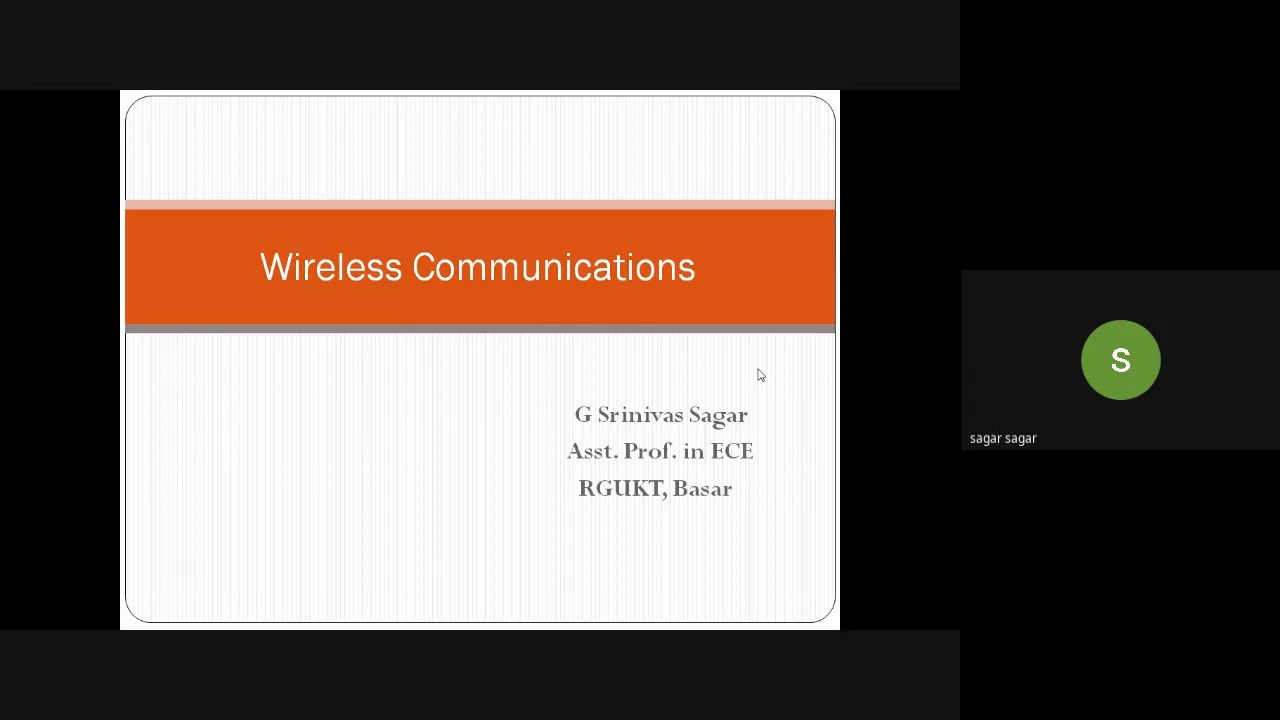 Wireless Communications
G Srinivas Sagar
Asst. Prof. in ECE
RGUKT, Basar
S
sagar sagar